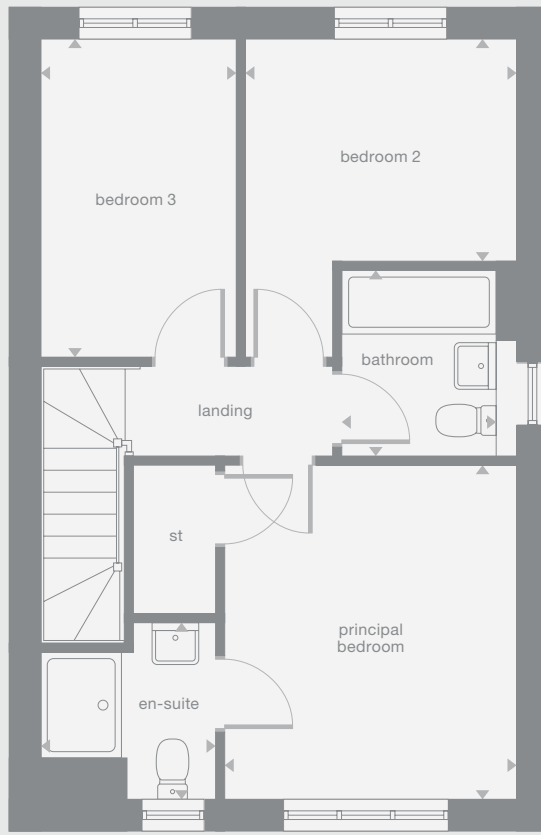 bedroom 2
bedroom 3
bathroom
landing
st
principal
bedroom
en-suite